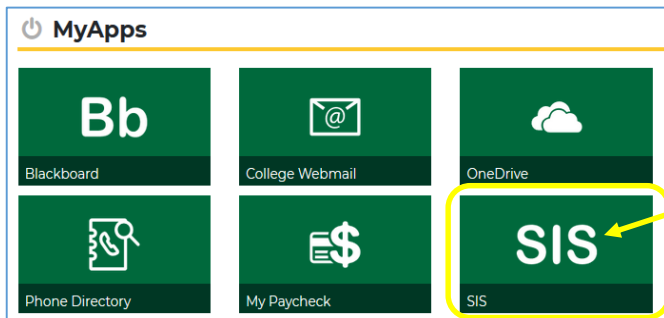 MyApps
Bb
@
Blackboard
College Webmail
OneDrive
$
SIS
Phone Directory
My Paycheck
SIS